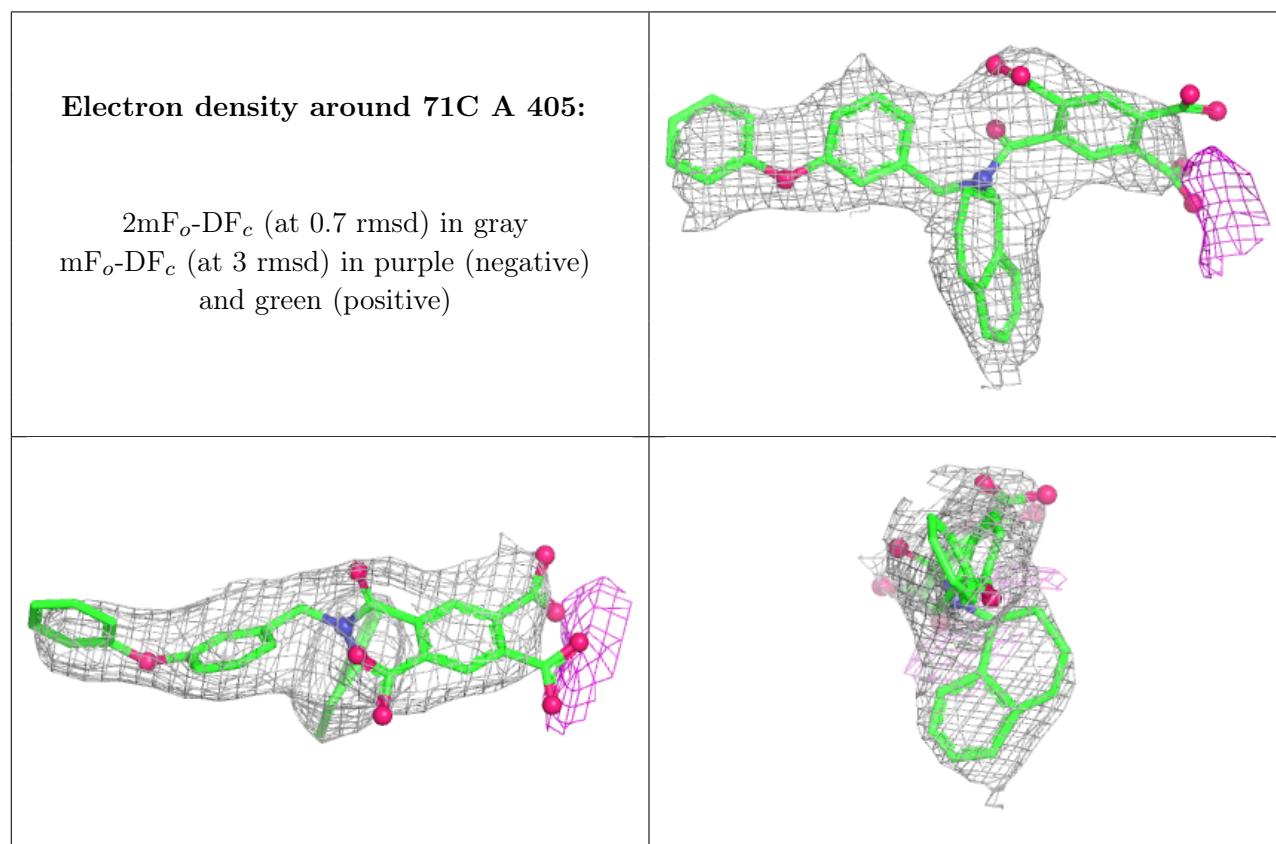 Electron density around 71C A 405:
2mFo-DFc (at 0.7 rmsd) in gray
mFo-DFc (at 3 rmsd) in purple (negative)
and green (positive)